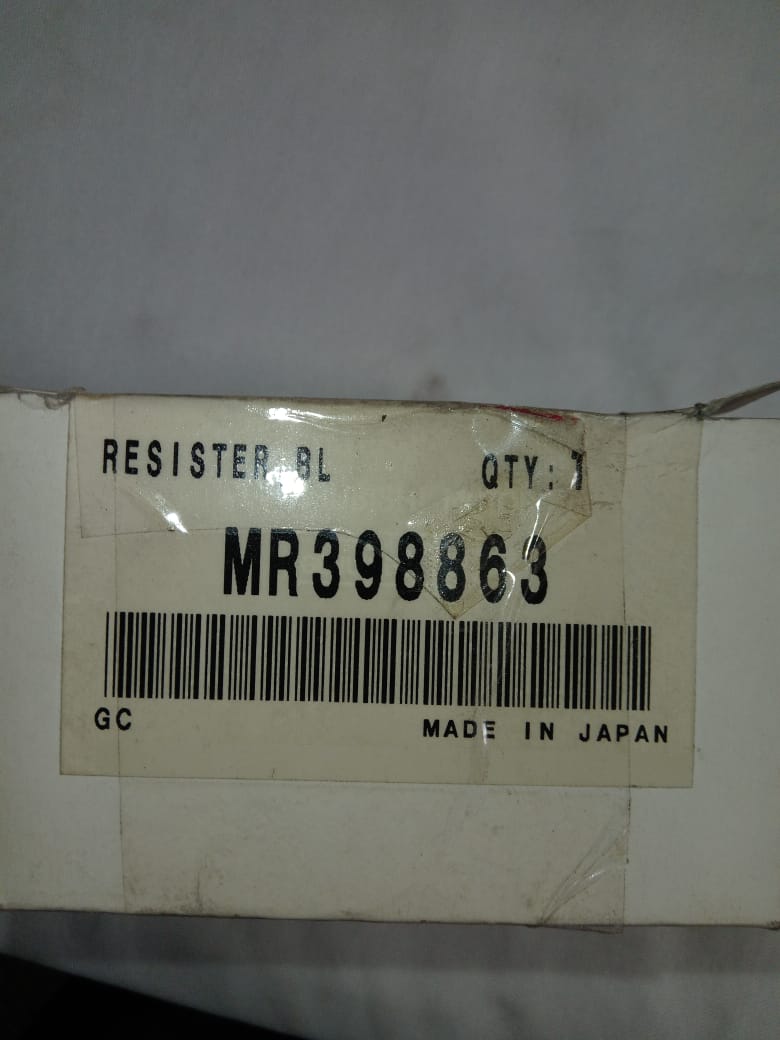 RESISTER,BL QTY: 1
MR398863
GC MADE IN JAPAN